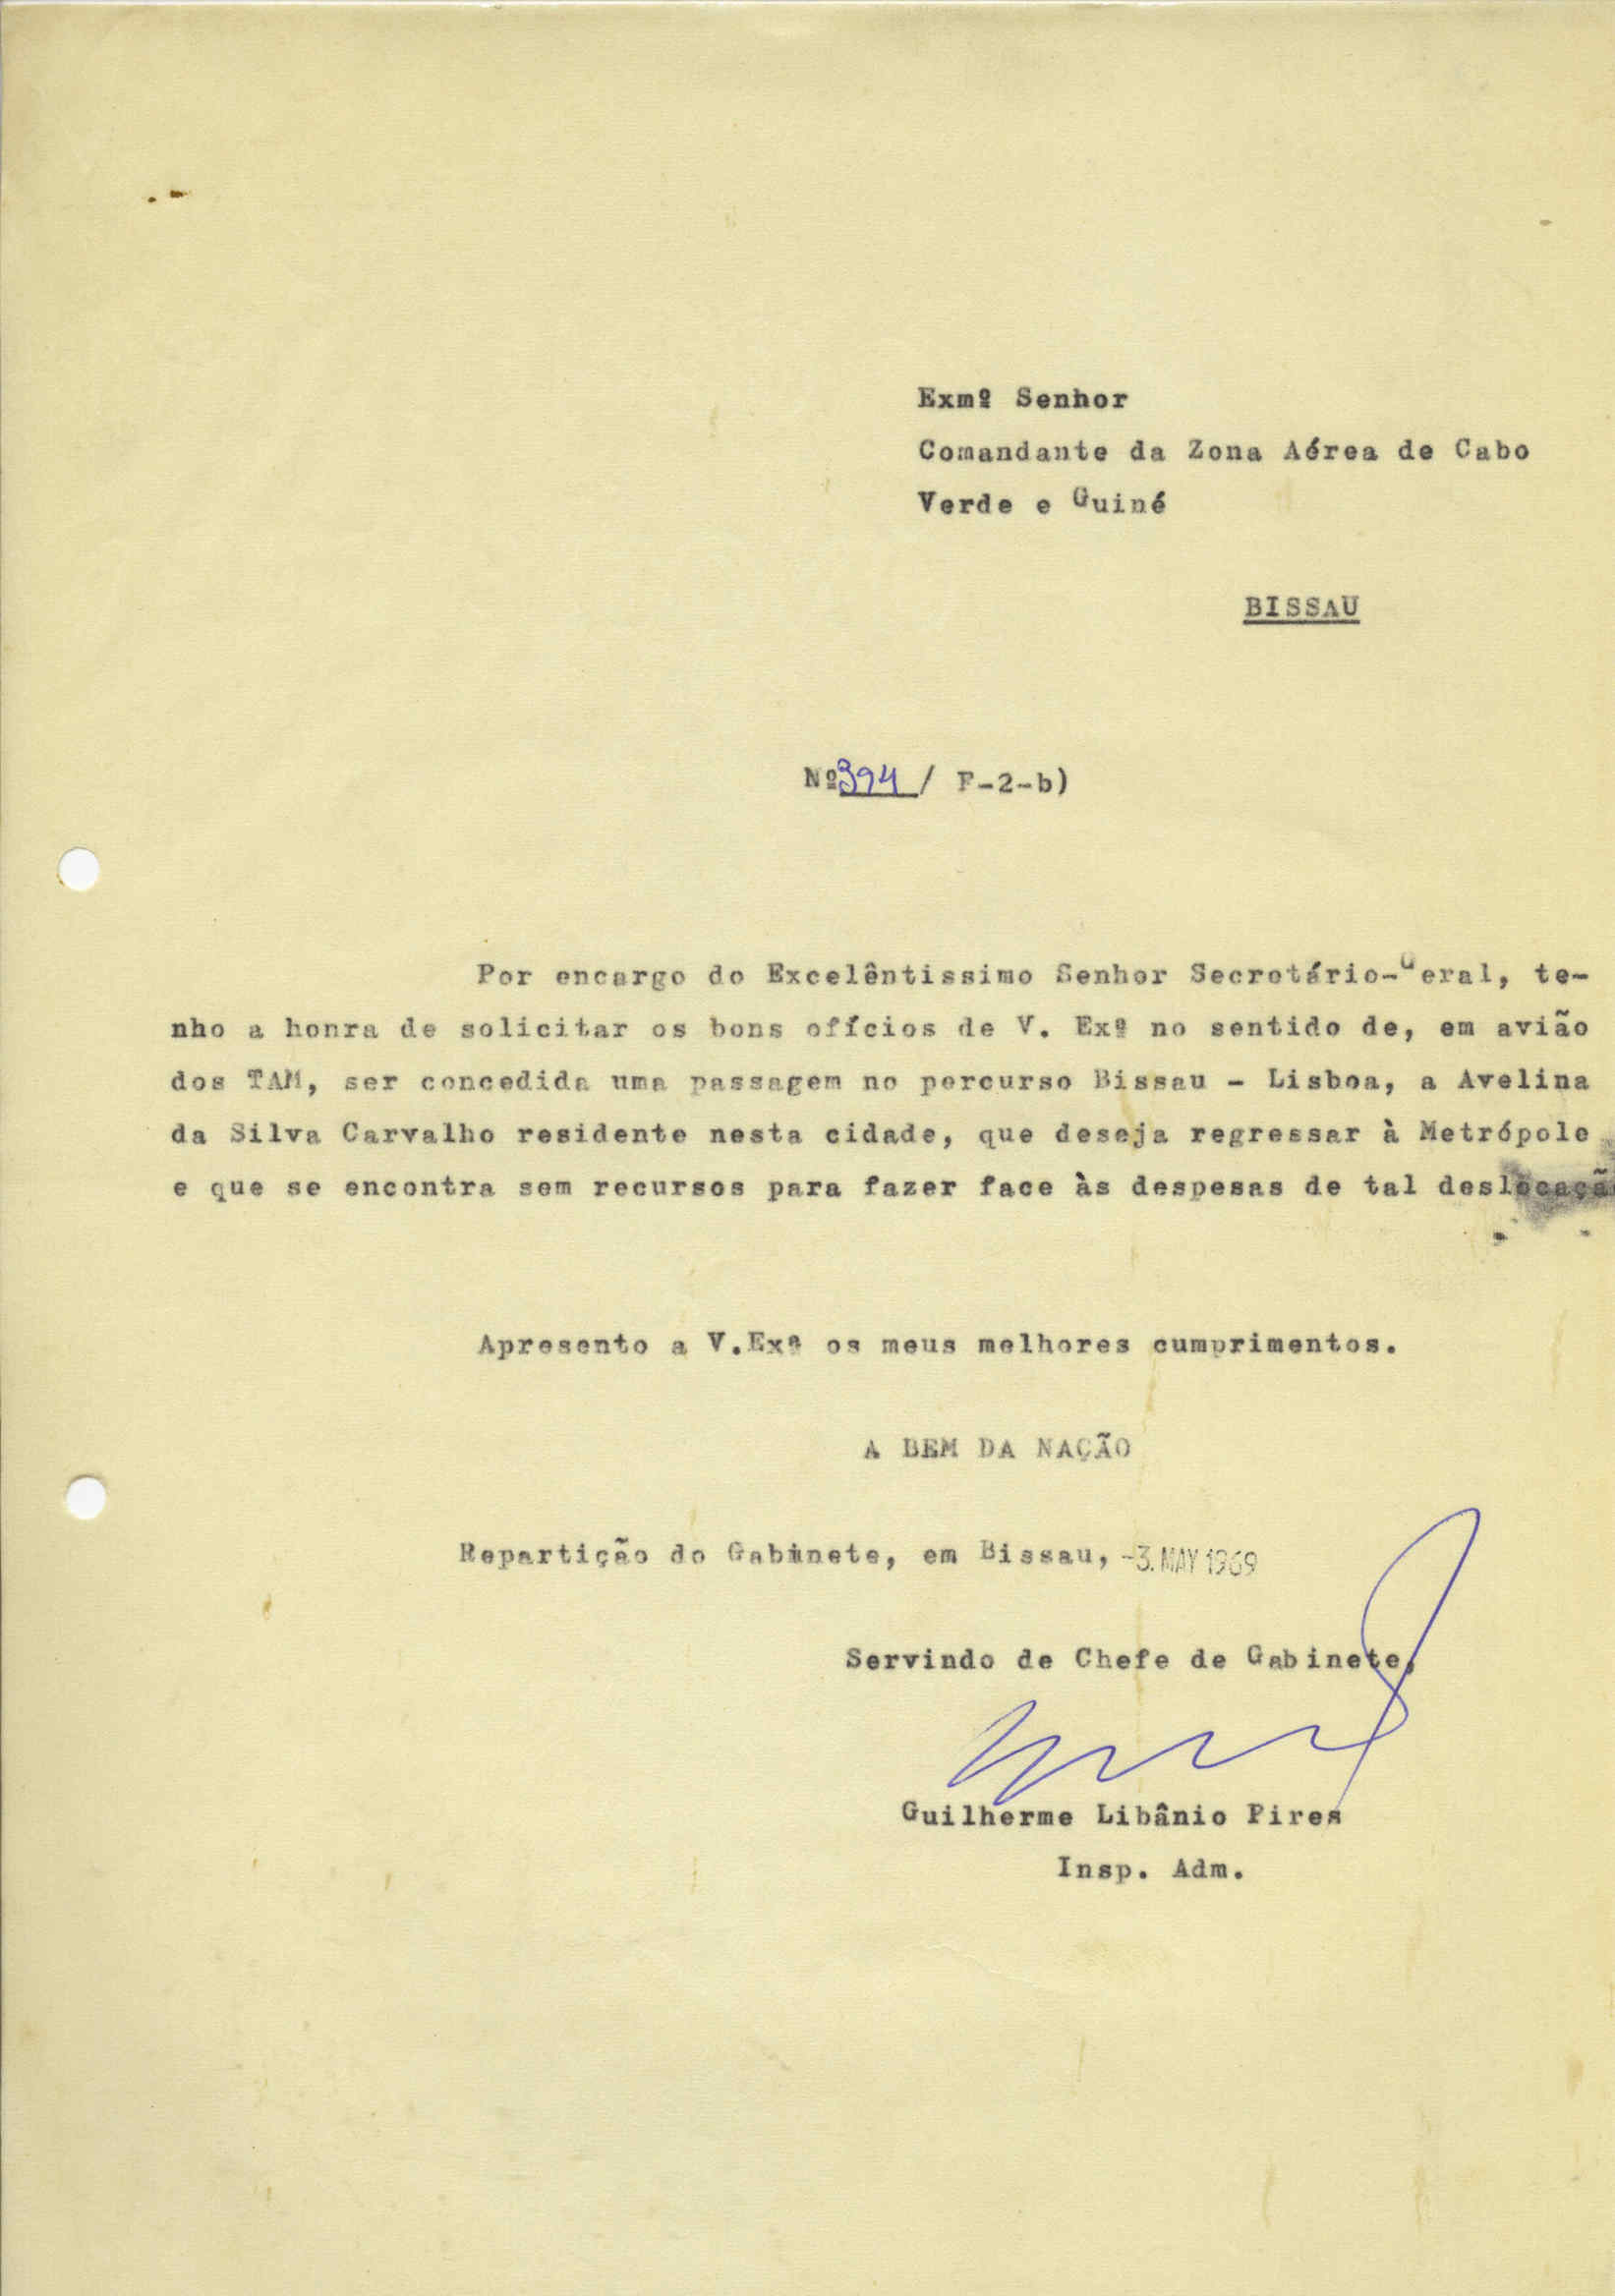 Exmº Senhor
Comandante da Zona Aérea de Cabo
Verde e Guiné
BISSAU
Nº394 / F-2-b)
Por encargo do Excelêntissimo Senhor Secretário-Geral, te-
nho a honra de solicitar os bons ofícios de V. Exª no sentido de, em avião
dos TAM, ser concedida uma passagem no percurso Bissau - Lisboa, a Avelina
da Silva Carvalho residente nesta cidade, que deseja regressar à Metrópole
e que se encontra sem recursos para fazer face às despesas de tal deslocaçã
Apresento a V.Exª os meus melhores cumprimentos.
A BEM DA NAÇÃO
Repartição do Gabinete, em Bissau, -3. MAY 1969
Servindo de Chefe de Gabinete,
Guilherme Libânio Pires
Insp. Adm.